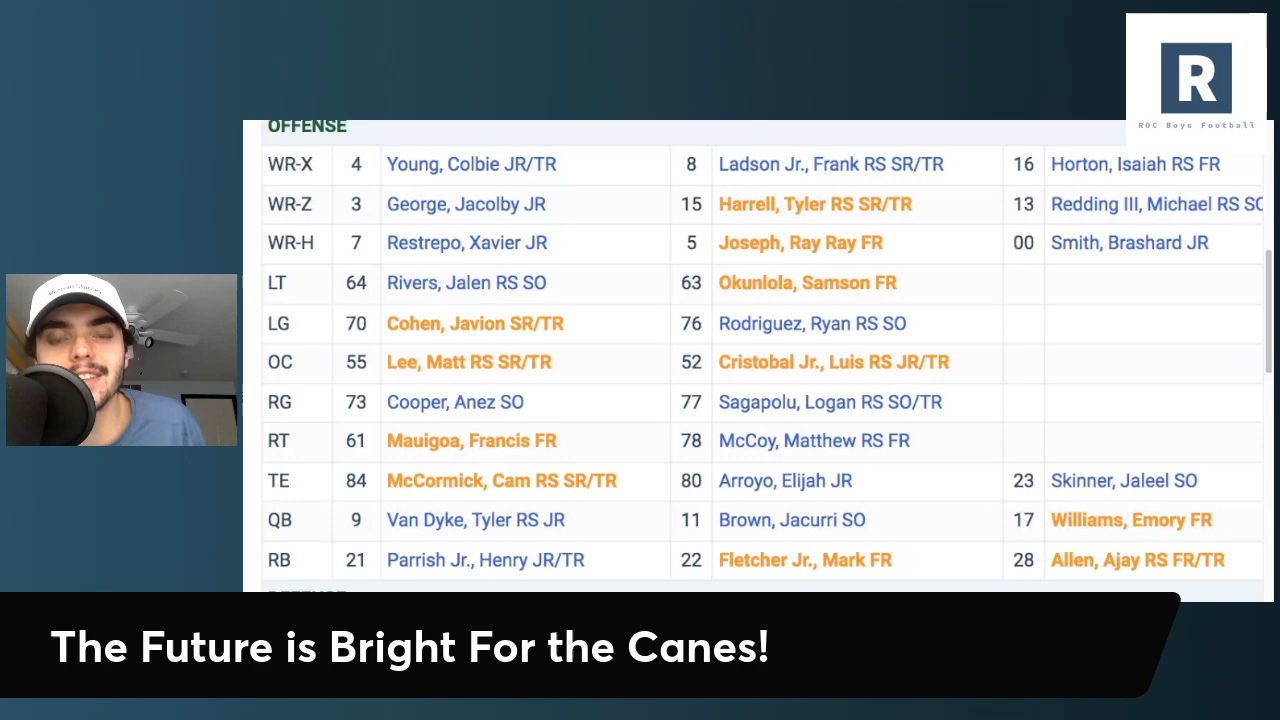 R
ROC Boys Football
OFFENSE
WR-X 4 Young, Colbie JR/TR 8 Ladson Jr., Frank RS SR/TR 16 Horton, Isaiah RS FR
WR-Z 3 George, Jacolby JR 15 Harrell, Tyler RS SR/TR 13 Redding III, Michael RS SO
WR-H 7 Restrepo, Xavier JR 5 Joseph, Ray Ray FR 00 Smith, Brashard JR
LT 64 Rivers, Jalen RS SO 63 Okunlola, Samson FR
LG 70 Cohen, Javion SR/TR 76 Rodriguez, Ryan RS SO
OC 55 Lee, Matt RS SR/TR 52 Cristobal Jr., Luis RS JR/TR
RG 73 Cooper, Anez SO 77 Sagapolu, Logan RS SO/TR
RT 61 Mauigoa, Francis FR 78 McCoy, Matthew RS FR
TE 84 McCormick, Cam RS SR/TR 80 Arroyo, Elijah JR 23 Skinner, Jaleel SO
QB 9 Van Dyke, Tyler RS JR 11 Brown, Jacurri SO 17 Williams, Emory FR
RB 21 Parrish Jr., Henry JR/TR 22 Fletcher Jr., Mark FR 28 Allen, Ajay RS FR/TR
The Future is Bright For the Canes!